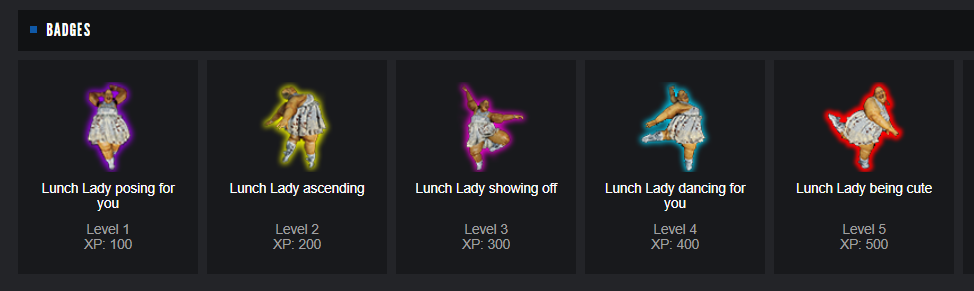 BADGES
Lunch Lady posing for
you
Level 1
XP: 100
Lunch Lady ascending
Level 2
XP: 200
Lunch Lady showing off
Level 3
XP: 300
Lunch Lady dancing for
you
Level 4
XP: 400
Lunch Lady being cute
Level 5
XP: 500